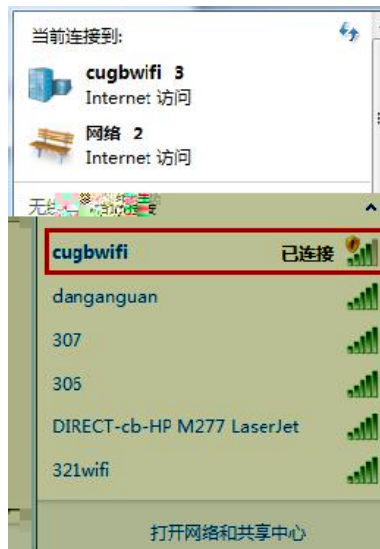 当前连接到:
cugbwifi 3
Internet 访问
网络 2
Internet 访问
cugbwifi 已连接
danganguan
307
306
DIRECT-cb-HP M277 LaserJet
321wifi
打开网络和共享中心